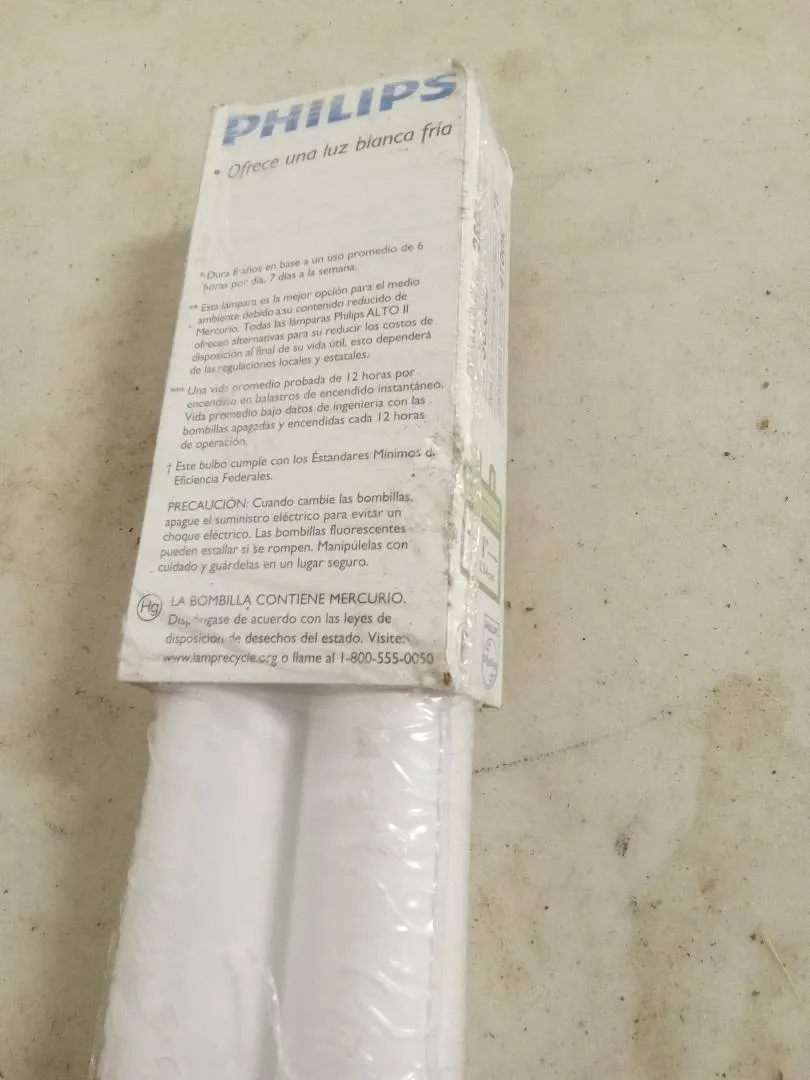 PHILIPS
• Ofrece una luz blanca fría
* Dura 6 años en base a un uso promedio de 6
horas por día, 7 días a la semana.
** Esta lámpara es la mejor opción para el medio
ambiente debido a su contenido reducido de
Mercurio. Todas las lámparas Philips ALTO II
ofrecen alternativas para su reducir los costos de
disposición al final de su vida útil, esto dependerá
de las regulaciones locales y estatales.
*** Una vida promedio probada de 12 horas por
encendido en balastros de encendido instantáneo.
Vida promedio bajo datos de ingeniería con las
bombillas apagadas y encendidas cada 12 horas
de operación.
† Este bulbo cumple con los Éstandares Minimos d
Eficiencia Federales.
PRECAUCIÓN: Cuando cambie las bombillas,
apague el suministro eléctrico para evitar un
choque eléctrico. Las bombillas fluorescentes
pueden estallar si se rompen. Manipúlelas con
cuidado y guárdelas en un lugar seguro.
Hg LA BOMBILLA CONTIENE MERCURIO.
Dispóngase de acuerdo con las leyes de
disposición de desechos del estado. Visite:
www.lamprecycle.org o llame al 1-800-555-0050